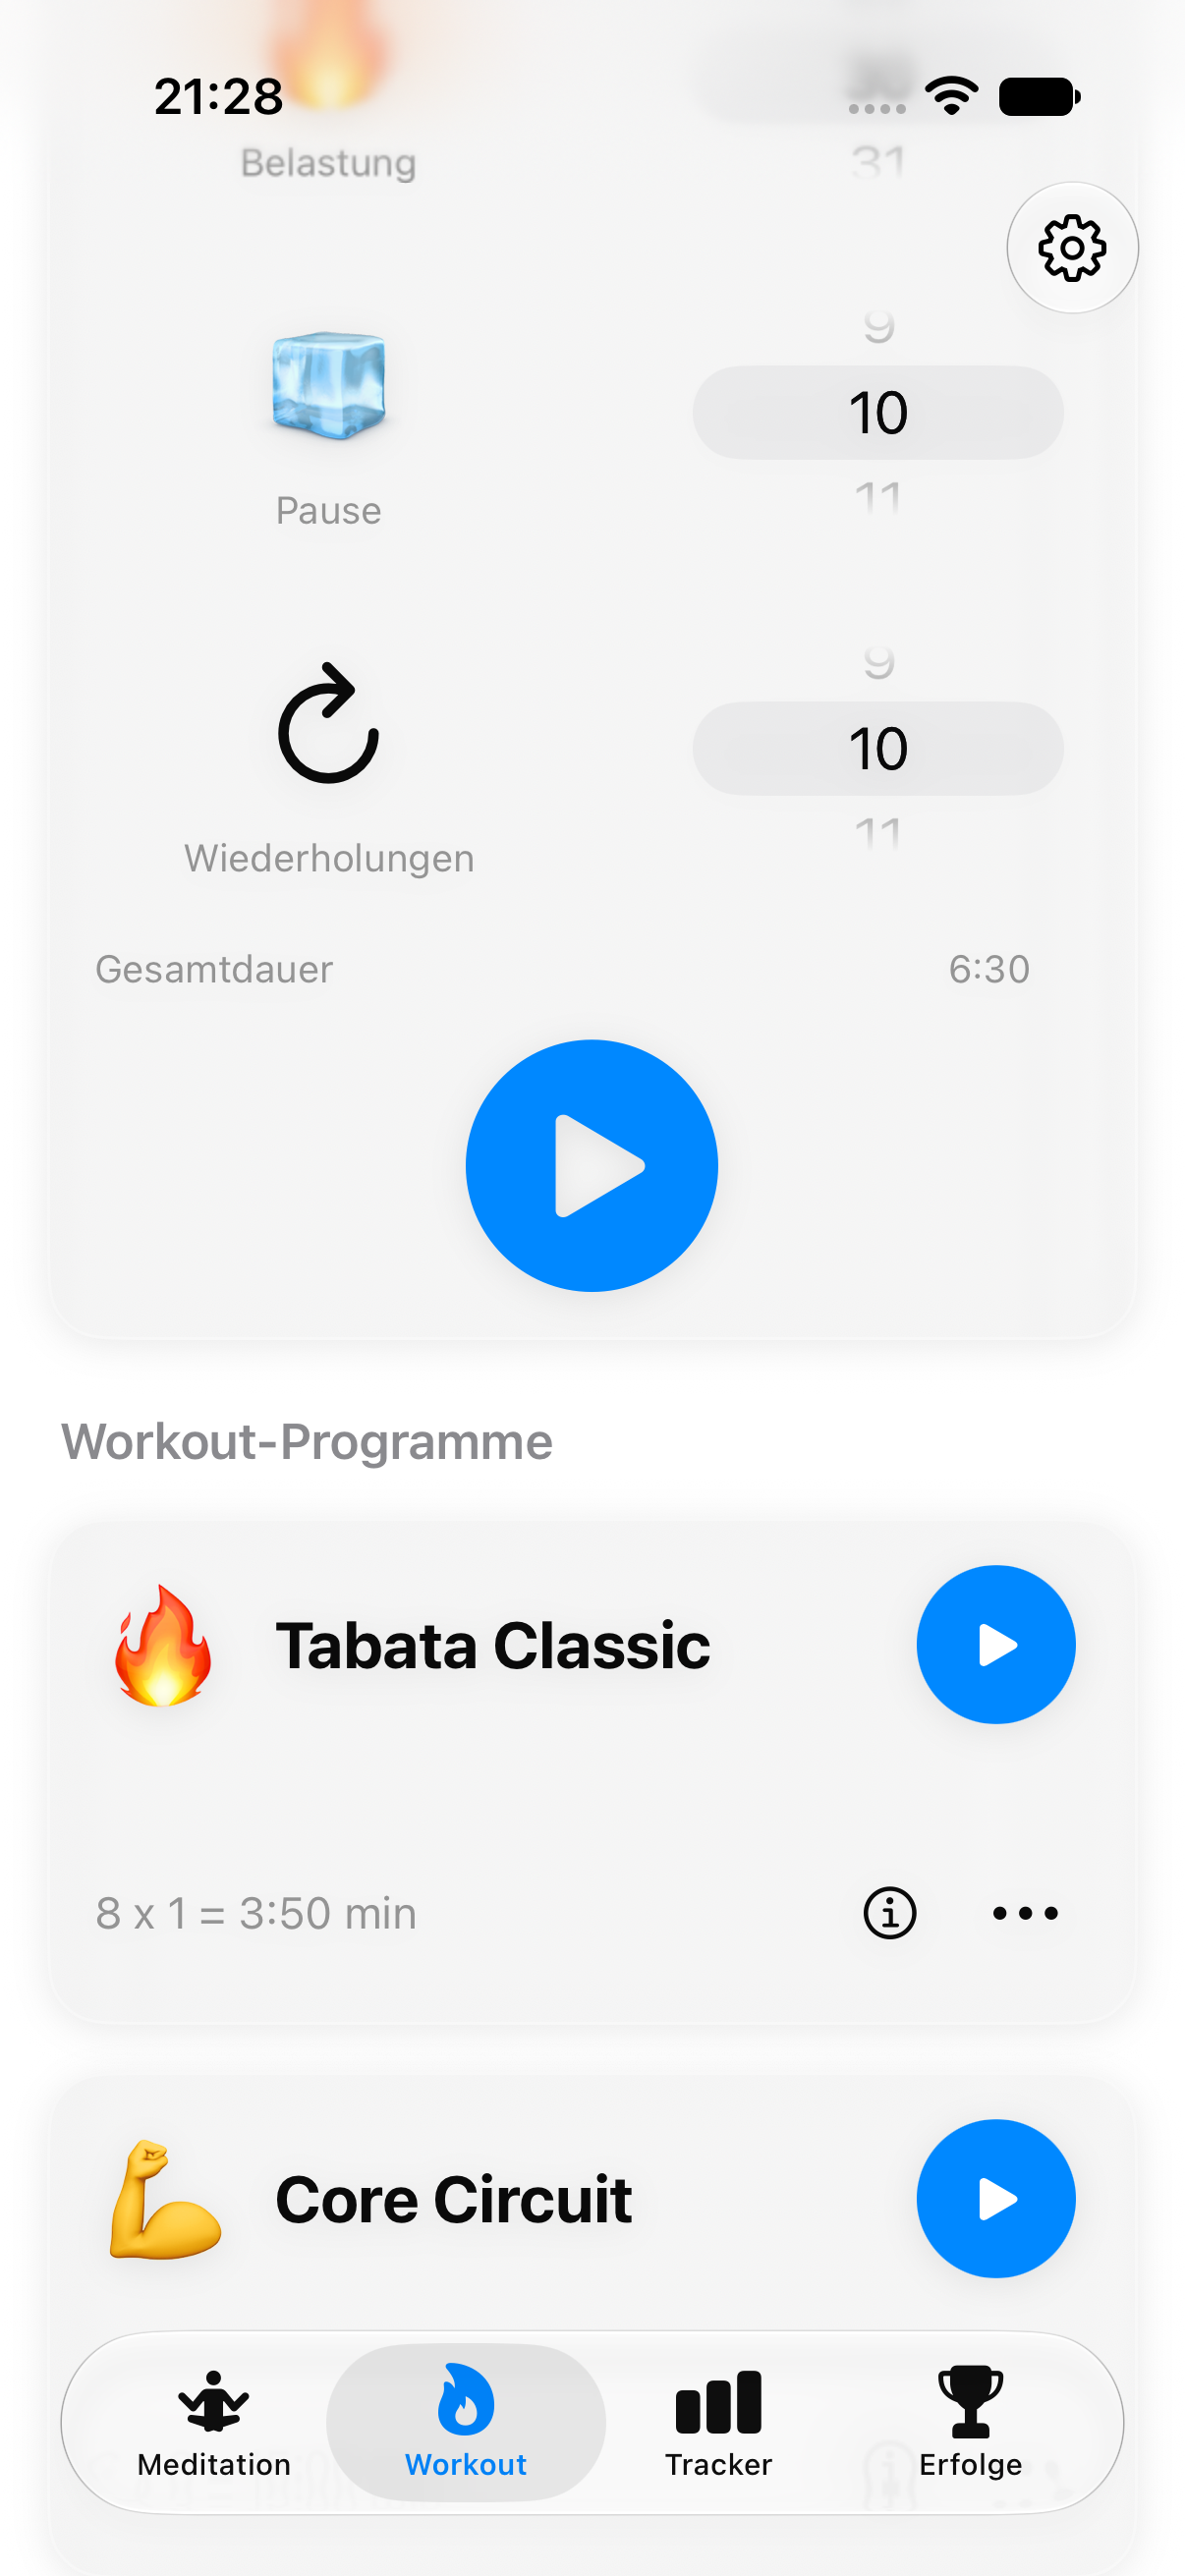 21:28
Belastung
31
9
10
11
Pause
9
10
11
Wiederholungen
Gesamtdauer 6:30
Workout-Programme
Tabata Classic
8 x 1 = 3:50 min
Core Circuit
Meditation Workout Tracker Erfolge